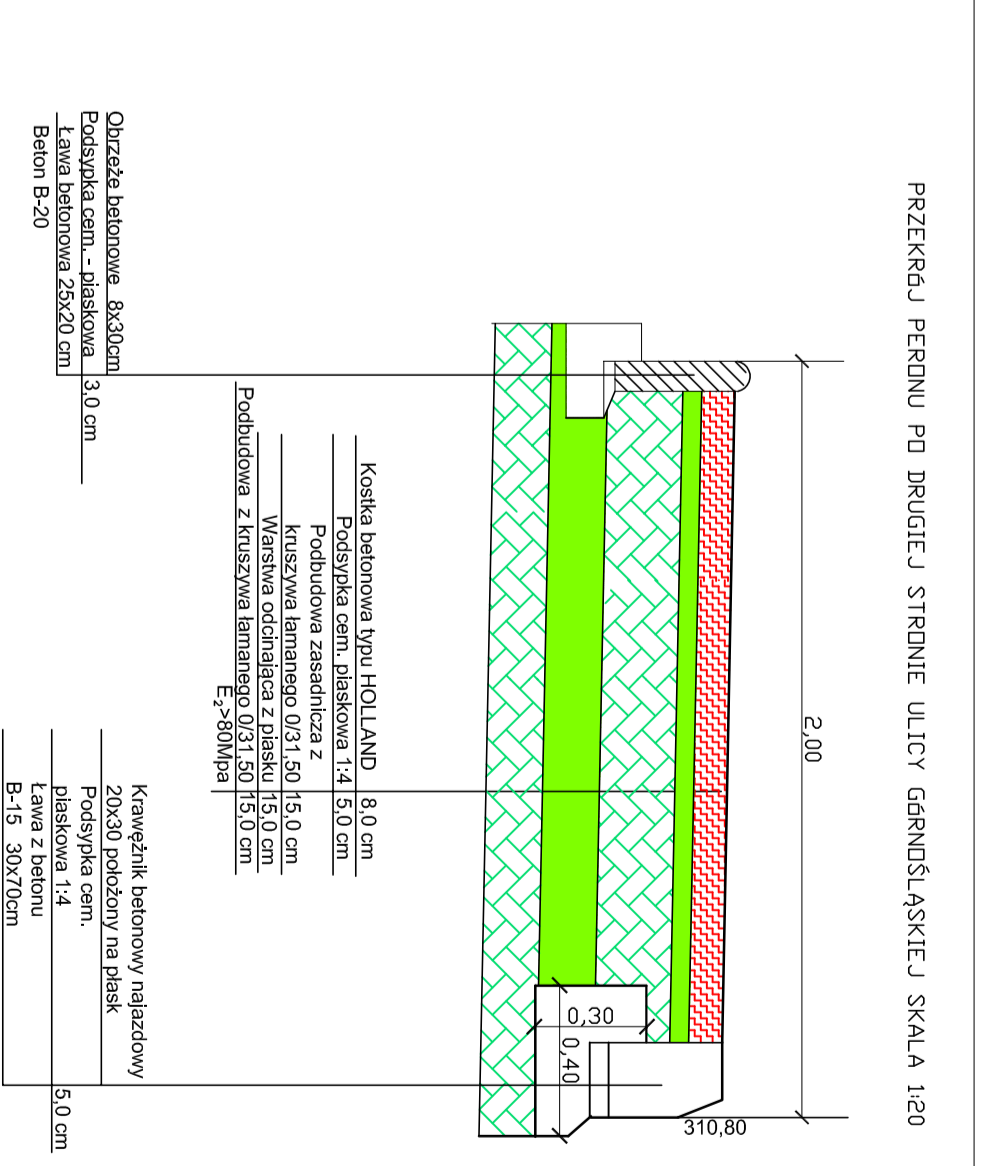 PRZEKRÓJ PERONU PO DRUGIEJ STRONIE ULICY GÓRNOŚLĄSKIEJ SKALA 1:20
2,00
310,80
0,30
0,40
Kostka betonowa typu HOLLAND 8,0 cm
Podsypka cem. piaskowa 1:4 5,0 cm
Podbudowa zasadnicza z
kruszywa łamanego 0/31,50 15,0 cm
Warstwa odcinająca z piasku 15,0 cm
Podbudowa z kruszywa łamanego 0/31,50 15,0 cm
E₂>80Mpa
Obrzeże betonowe 8x30cm
Podsypka cem. - piaskowa 3,0 cm
Ława betonowa 25x20 cm
Beton B-20
Krawężnik betonowy najazdowy
20x30 położony na płask
Podsypka cem.
piaskowa 1:4 5,0 cm
Ława z betonu
B-15 30x70cm